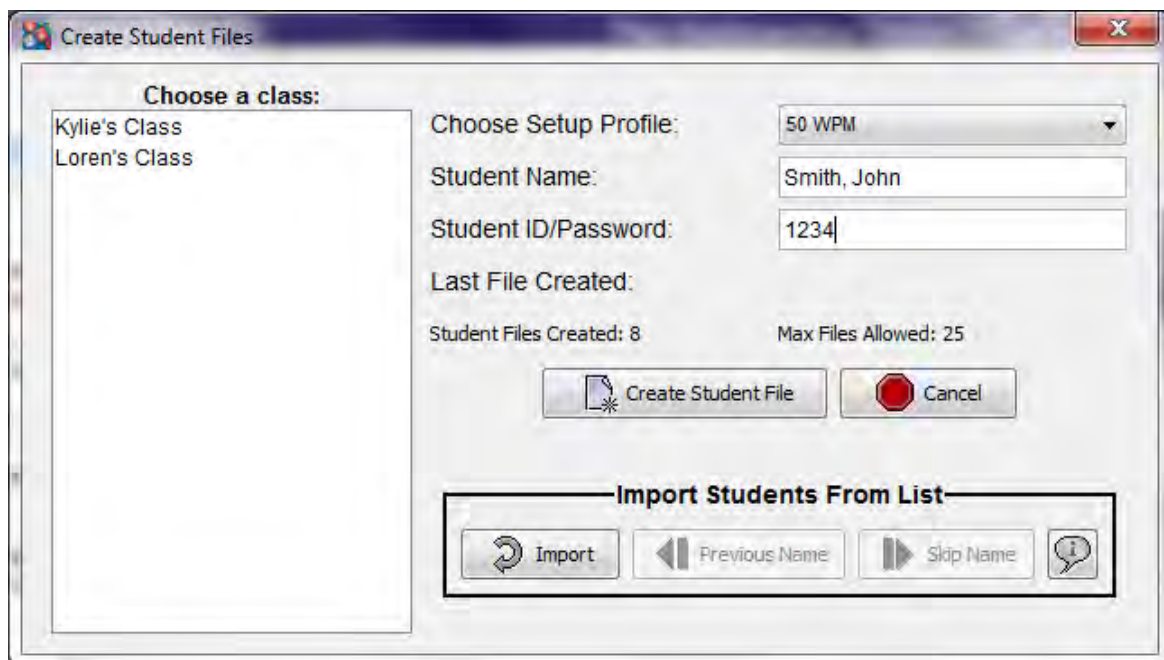 Create Student Files
Choose a class:
Kylie's Class
Loren's Class
Choose Setup Profile: 50 WPM
Student Name: Smith, John
Student ID/Password: 1234
Last File Created:
Student Files Created: 8 Max Files Allowed: 25
Create Student File Cancel
Import Students From List
Import Previous Name Skip Name